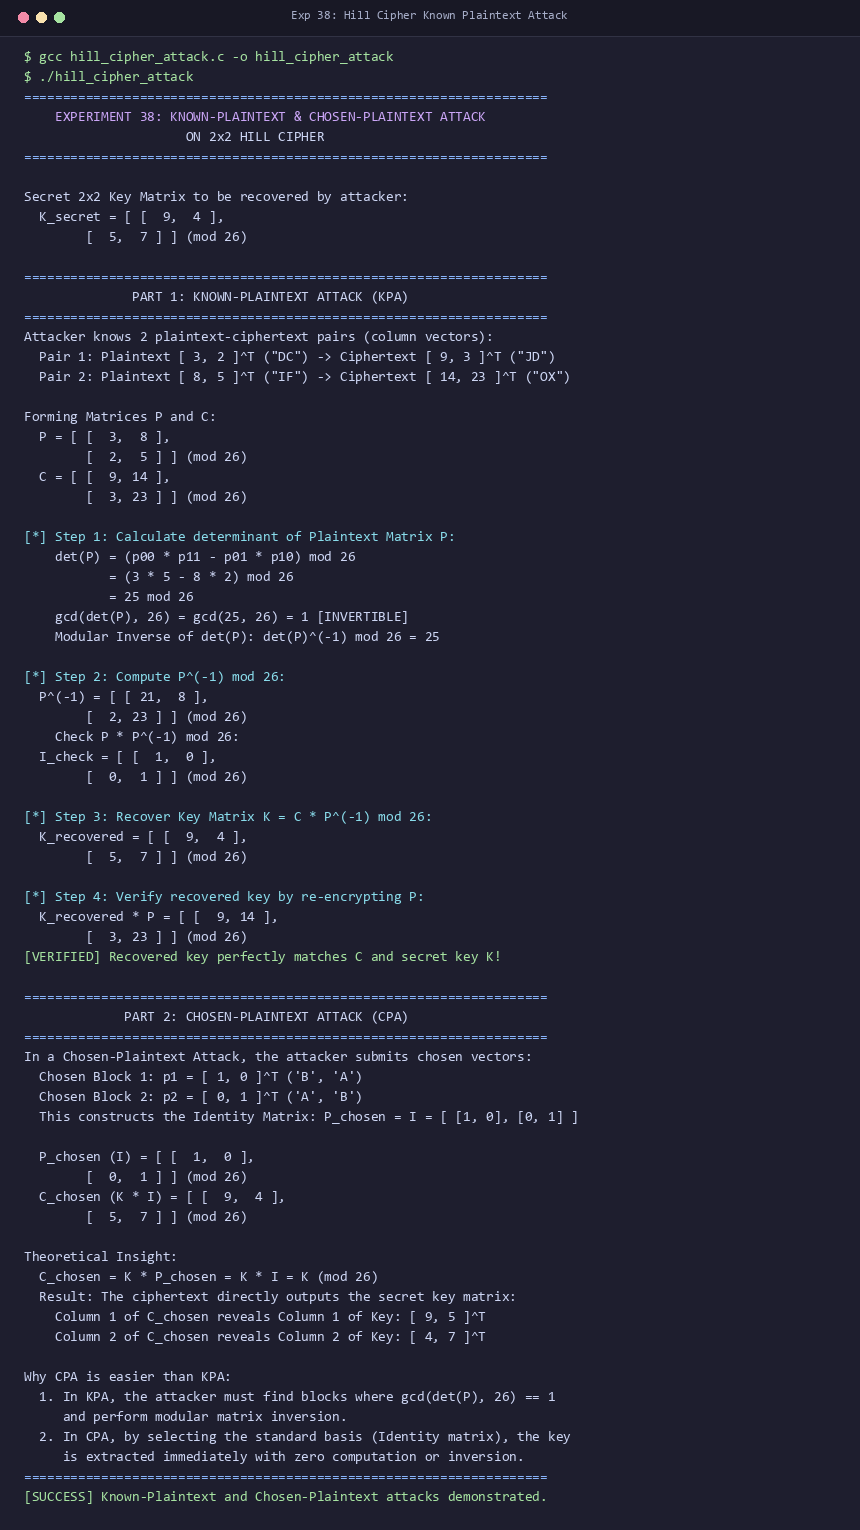 Exp 38: Hill Cipher Known Plaintext Attack
$ gcc hill_cipher_attack.c -o hill_cipher_attack
$ ./hill_cipher_attack
====================================================================
    EXPERIMENT 38: KNOWN-PLAINTEXT & CHOSEN-PLAINTEXT ATTACK
                     ON 2x2 HILL CIPHER
====================================================================

Secret 2x2 Key Matrix to be recovered by attacker:
  K_secret = [ [  9,  4 ],
        [  5,  7 ] ] (mod 26)

====================================================================
              PART 1: KNOWN-PLAINTEXT ATTACK (KPA)
====================================================================
Attacker knows 2 plaintext-ciphertext pairs (column vectors):
  Pair 1: Plaintext [ 3, 2 ]^T ("DC") -> Ciphertext [ 9, 3 ]^T ("JD")
  Pair 2: Plaintext [ 8, 5 ]^T ("IF") -> Ciphertext [ 14, 23 ]^T ("OX")

Forming Matrices P and C:
  P = [ [  3,  8 ],
        [  2,  5 ] ] (mod 26)
  C = [ [  9, 14 ],
        [  3, 23 ] ] (mod 26)

[*] Step 1: Calculate determinant of Plaintext Matrix P:
    det(P) = (p00 * p11 - p01 * p10) mod 26
           = (3 * 5 - 8 * 2) mod 26
           = 25 mod 26
    gcd(det(P), 26) = gcd(25, 26) = 1 [INVERTIBLE]
    Modular Inverse of det(P): det(P)^(-1) mod 26 = 25

[*] Step 2: Compute P^(-1) mod 26:
  P^(-1) = [ [ 21,  8 ],
        [  2, 23 ] ] (mod 26)
    Check P * P^(-1) mod 26:
  I_check = [ [  1,  0 ],
        [  0,  1 ] ] (mod 26)

[*] Step 3: Recover Key Matrix K = C * P^(-1) mod 26:
  K_recovered = [ [  9,  4 ],
        [  5,  7 ] ] (mod 26)

[*] Step 4: Verify recovered key by re-encrypting P:
  K_recovered * P = [ [  9, 14 ],
        [  3, 23 ] ] (mod 26)
[VERIFIED] Recovered key perfectly matches C and secret key K!

====================================================================
             PART 2: CHOSEN-PLAINTEXT ATTACK (CPA)
====================================================================
In a Chosen-Plaintext Attack, the attacker submits chosen vectors:
  Chosen Block 1: p1 = [ 1, 0 ]^T ('B', 'A')
  Chosen Block 2: p2 = [ 0, 1 ]^T ('A', 'B')
  This constructs the Identity Matrix: P_chosen = I = [ [1, 0], [0, 1] ]

  P_chosen (I) = [ [  1,  0 ],
        [  0,  1 ] ] (mod 26)
  C_chosen (K * I) = [ [  9,  4 ],
        [  5,  7 ] ] (mod 26)

Theoretical Insight:
  C_chosen = K * P_chosen = K * I = K (mod 26)
  Result: The ciphertext directly outputs the secret key matrix:
    Column 1 of C_chosen reveals Column 1 of Key: [ 9, 5 ]^T
    Column 2 of C_chosen reveals Column 2 of Key: [ 4, 7 ]^T

Why CPA is easier than KPA:
  1. In KPA, the attacker must find blocks where gcd(det(P), 26) == 1
     and perform modular matrix inversion.
  2. In CPA, by selecting the standard basis (Identity matrix), the key
     is extracted immediately with zero computation or inversion.
====================================================================
[SUCCESS] Known-Plaintext and Chosen-Plaintext attacks demonstrated.